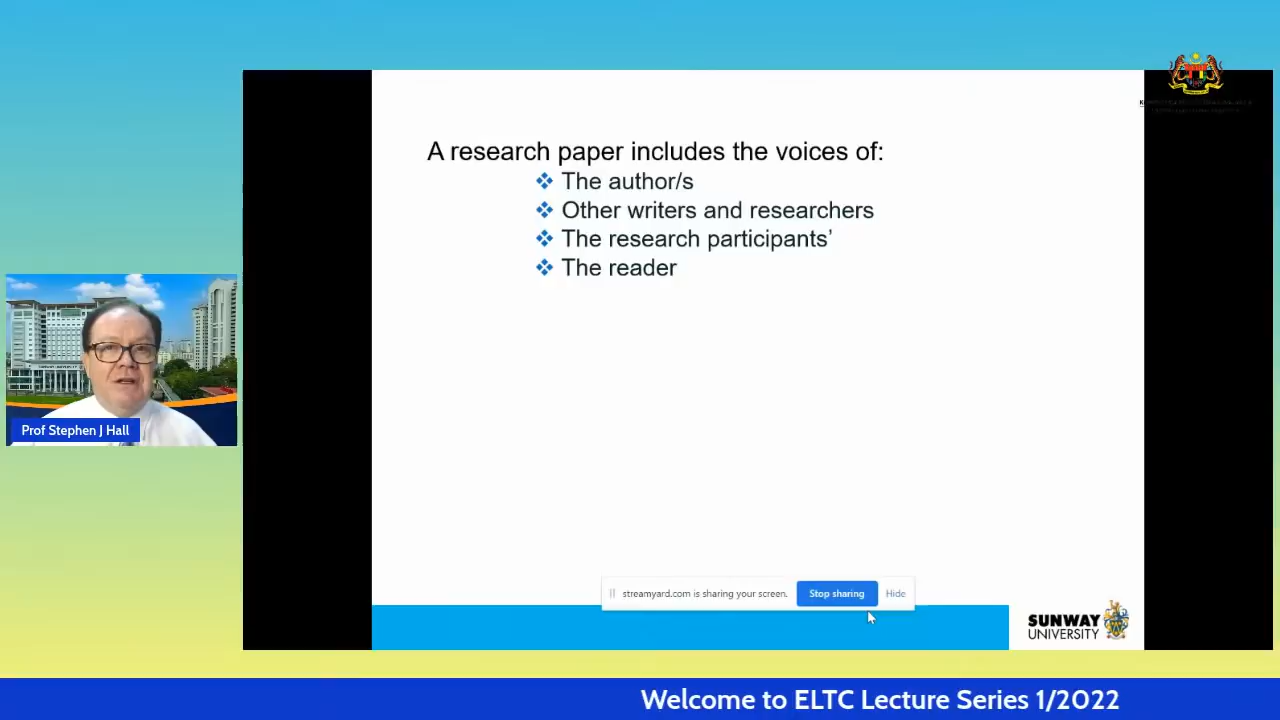 A research paper includes the voices of:
❖ The author/s
❖ Other writers and researchers
❖ The research participants’
❖ The reader
Prof Stephen J Hall
streamyard.com is sharing your screen.
Stop sharing
Hide
SUNWAY
UNIVERSITY
Welcome to ELTC Lecture Series 1/2022